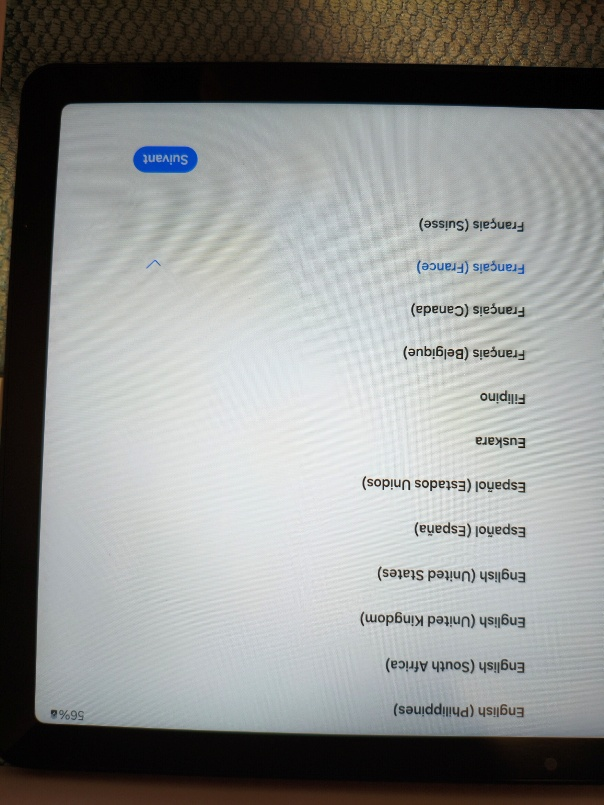 56%
English (Philippines)
English (South Africa)
English (United Kingdom)
English (United States)
Español (España)
Español (Estados Unidos)
Euskara
Filipino
Français (Belgique)
Français (Canada)
Français (France)
Français (Suisse)
Suivant